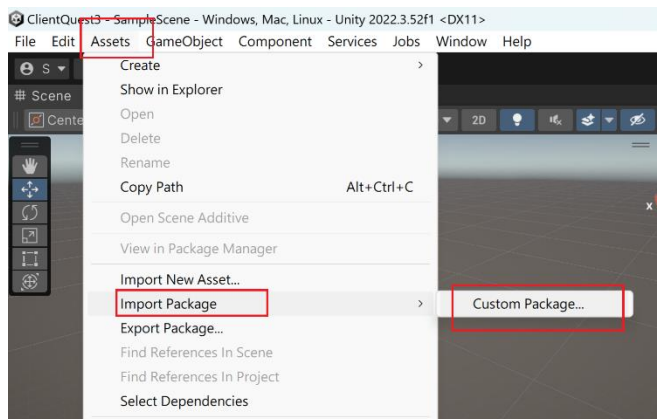 ClientQuest3 - SampleScene - Windows, Mac, Linux - Unity 2022.3.52f1 <DX11>
File Edit Assets GameObject Component Services Jobs Window Help
S
Create
# Scene
Show in Explorer
Cente
Open
2D
Delete
Rename
Copy Path Alt+Ctrl+C
x
Open Scene Additive
View in Package Manager
Import New Asset...
Import Package
Custom Package...
Export Package...
Find References In Scene
Find References In Project
Select Dependencies